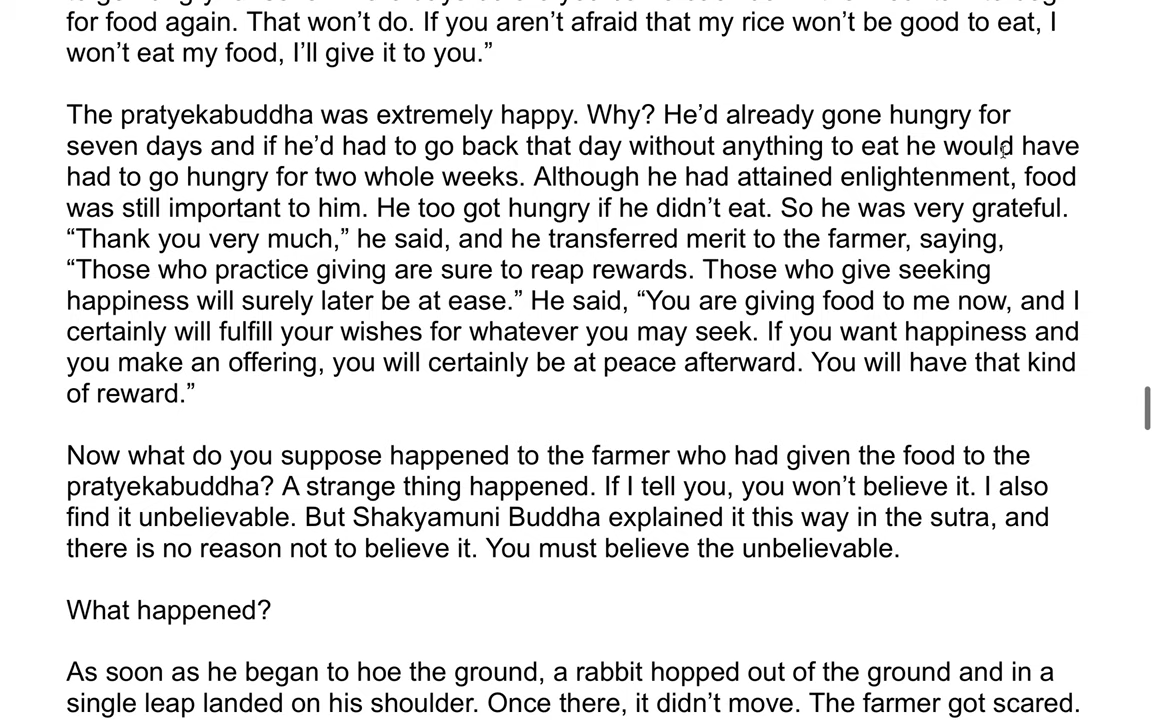 for food again. That won’t do. If you aren’t afraid that my rice won’t be good to eat, I
won’t eat my food, I’ll give it to you.”
The pratyekabuddha was extremely happy. Why? He’d already gone hungry for
seven days and if he’d had to go back that day without anything to eat he would have
had to go hungry for two whole weeks. Although he had attained enlightenment, food
was still important to him. He too got hungry if he didn’t eat. So he was very grateful.
“Thank you very much,” he said, and he transferred merit to the farmer, saying,
“Those who practice giving are sure to reap rewards. Those who give seeking
happiness will surely later be at ease.” He said, “You are giving food to me now, and I
certainly will fulfill your wishes for whatever you may seek. If you want happiness and
you make an offering, you will certainly be at peace afterward. You will have that kind
of reward.”
Now what do you suppose happened to the farmer who had given the food to the
pratyekabuddha? A strange thing happened. If I tell you, you won’t believe it. I also
find it unbelievable. But Shakyamuni Buddha explained it this way in the sutra, and
there is no reason not to believe it. You must believe the unbelievable.
What happened?
As soon as he began to hoe the ground, a rabbit hopped out of the ground and in a
single leap landed on his shoulder. Once there, it didn’t move. The farmer got scared.